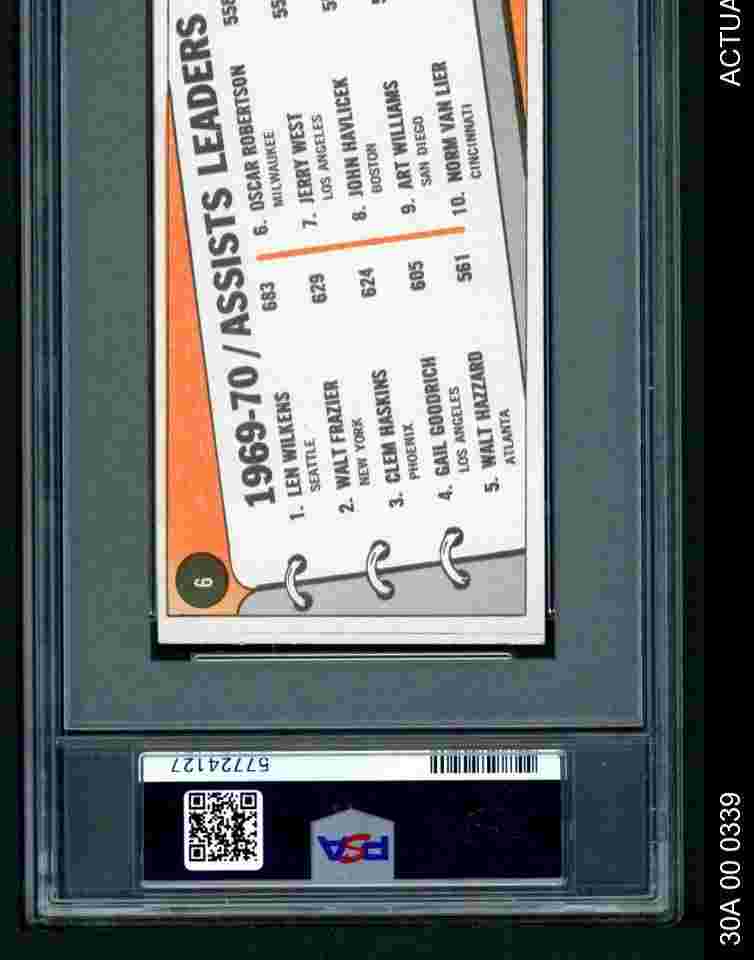 6
1969-70 / ASSISTS LEADERS
1. LEN WILKENS 683
SEATTLE
2. WALT FRAZIER 629
NEW YORK
3. CLEM HASKINS 624
PHOENIX
4. GAIL GOODRICH 605
LOS ANGELES
5. WALT HAZZARD 561
ATLANTA
6. OSCAR ROBERTSON 558
MILWAUKEE
7. JERRY WEST
LOS ANGELES
8. JOHN HAVLICEK
BOSTON
9. ART WILLIAMS
SAN DIEGO
10. NORM VAN LIER
CINCINNATI
57724127
PSA
30A 00 0339
ACTUA